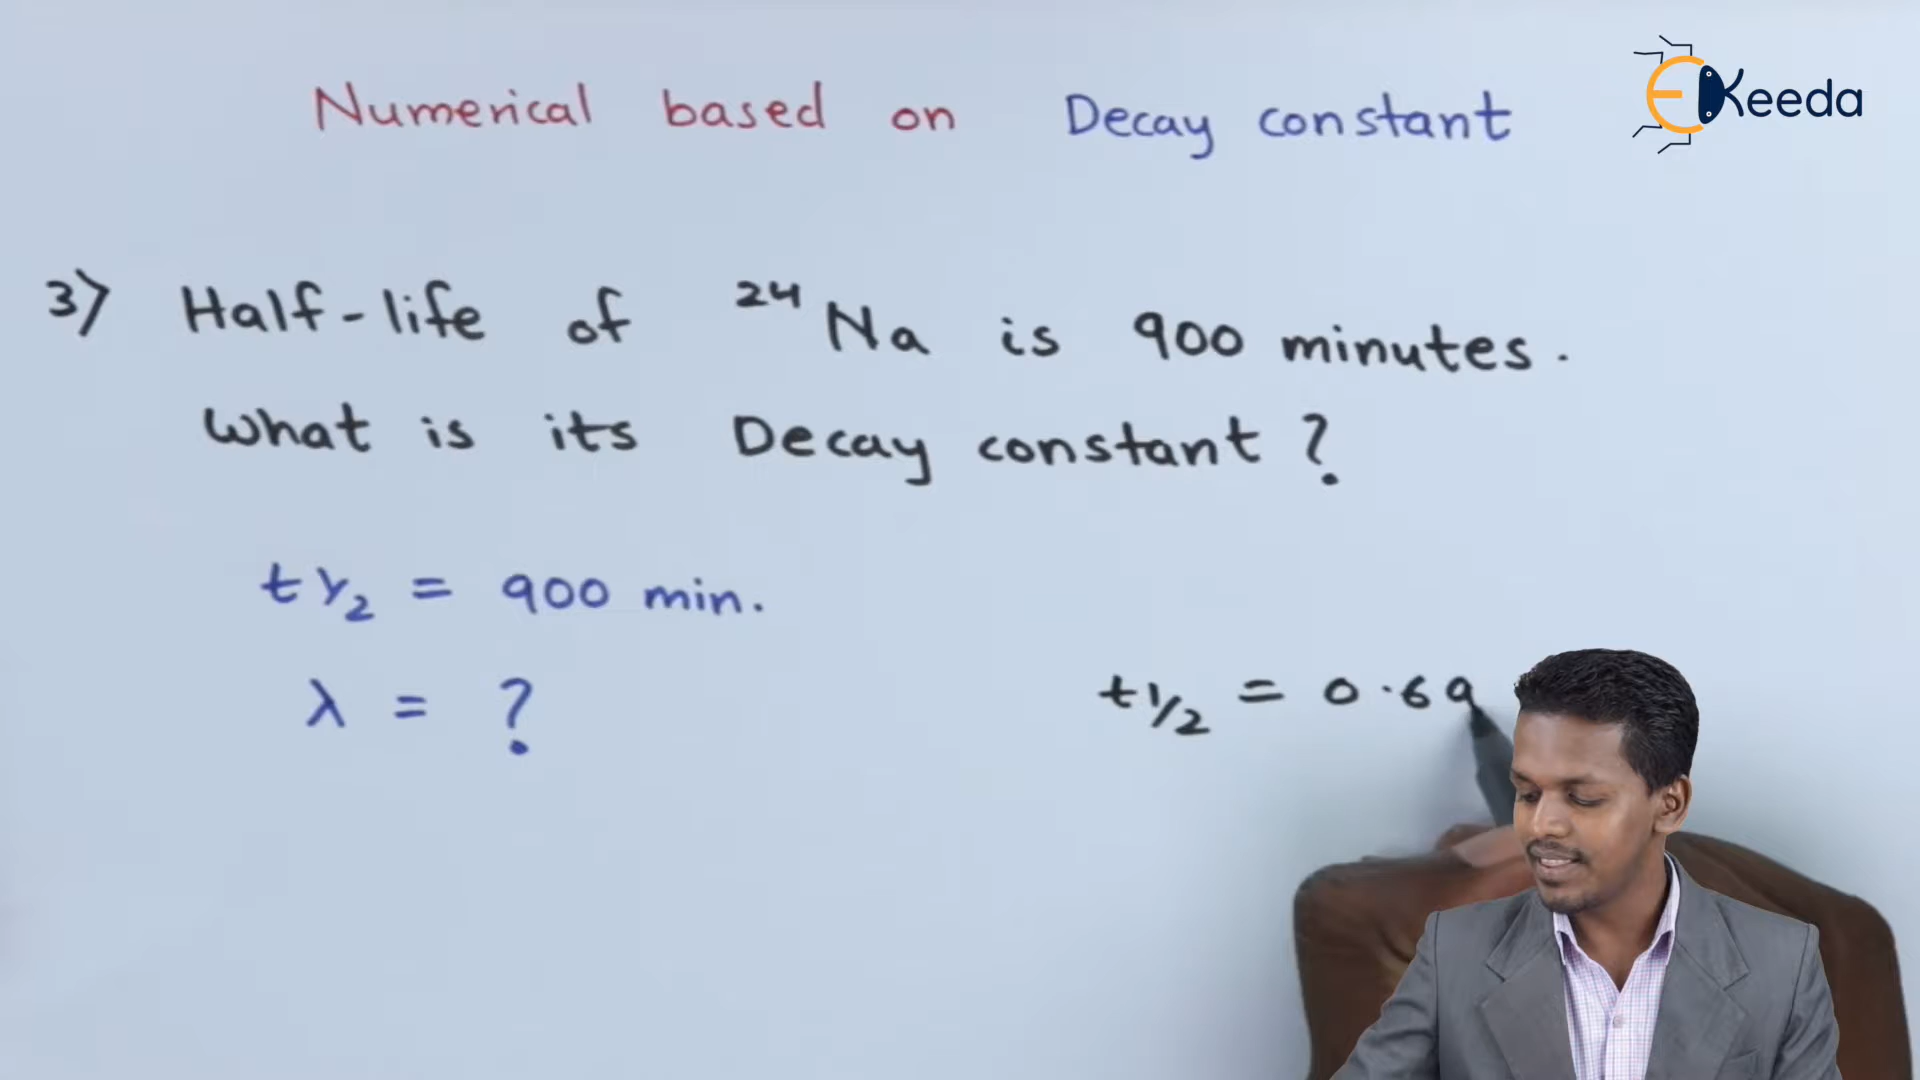 Numerical based on Decay constant
EKeeda
3) Half-life of ²⁴Na is 900 minutes.
What is its Decay constant ?
t½ = 900 min.
λ = ?
t½ = 0.69